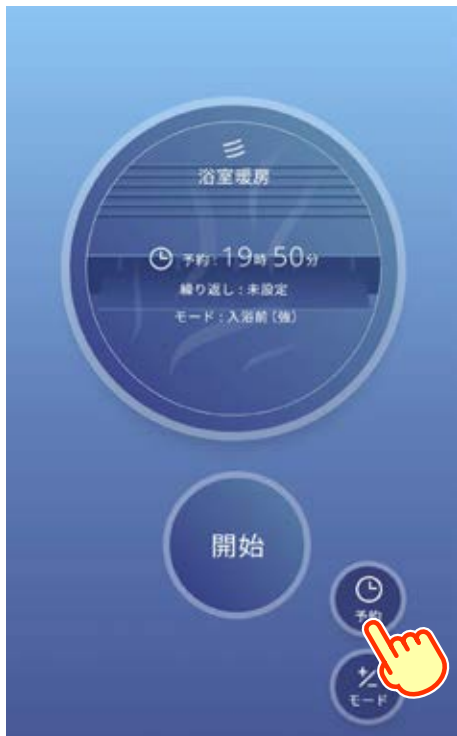 浴室暖房
予約：19時50分
繰り返し：未設定
モード：入浴前（強）
開始
予約
モード